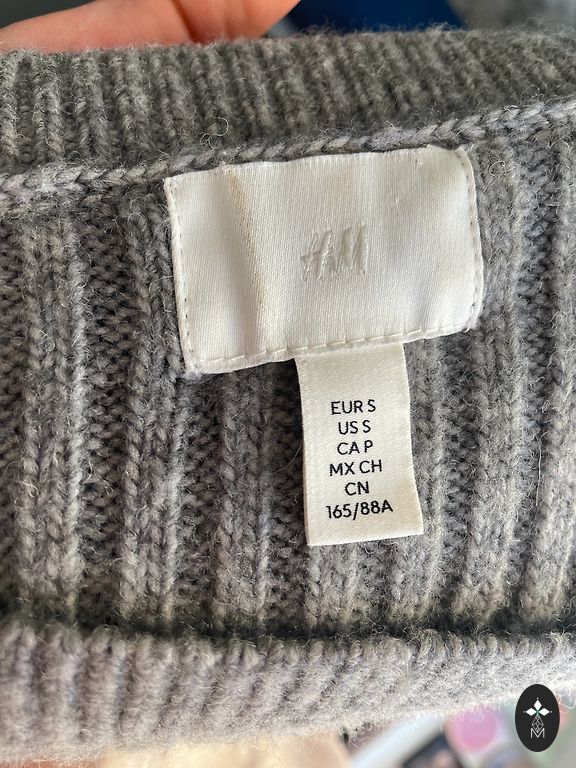 H&M
EUR S
US S
CA P
MX CH
CN
165/88A